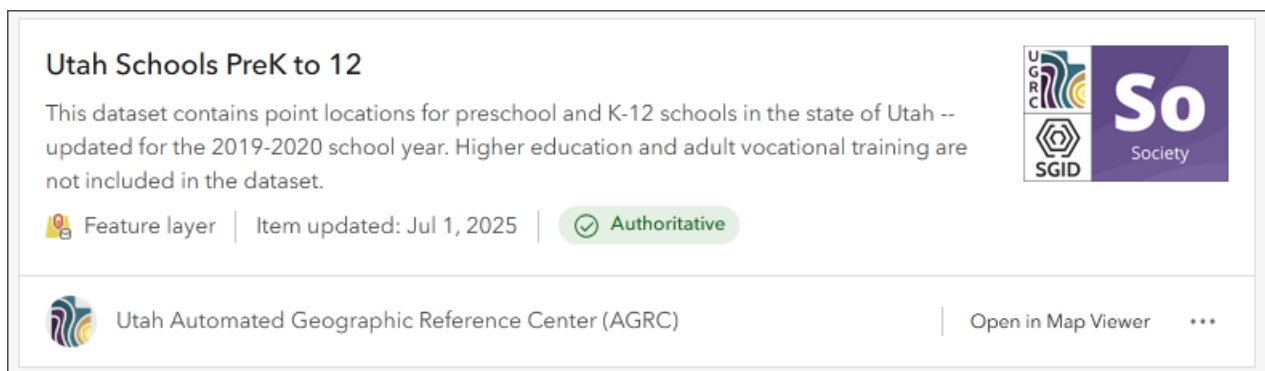 Utah Schools PreK to 12
This dataset contains point locations for preschool and K-12 schools in the state of Utah --
updated for the 2019-2020 school year. Higher education and adult vocational training are
not included in the dataset.
Feature layer
Item updated: Jul 1, 2025
Authoritative
UGRC
SGID
So
Society
Utah Automated Geographic Reference Center (AGRC)
Open in Map Viewer